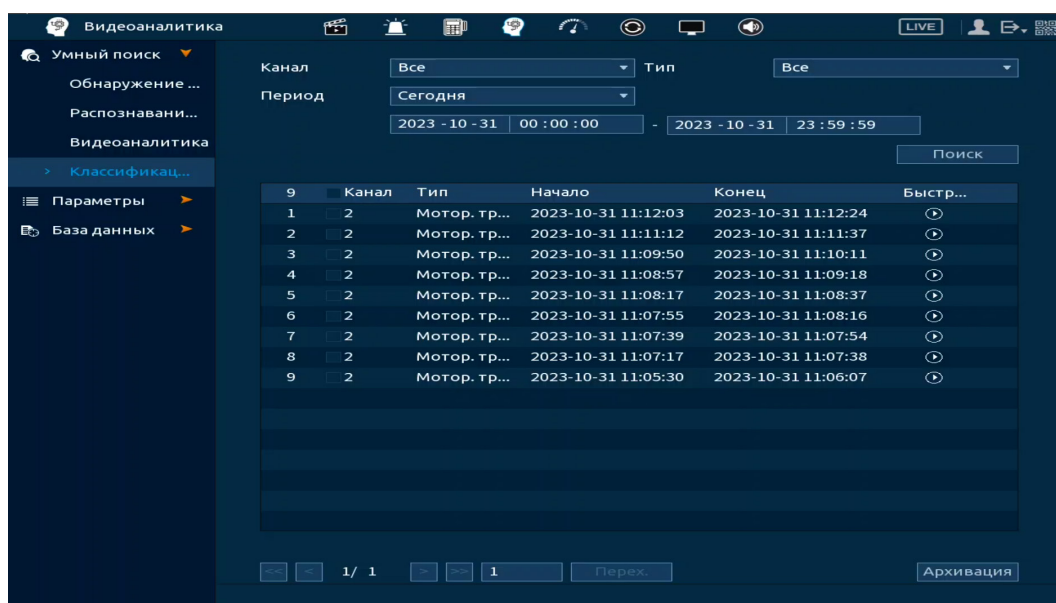 Видеоаналитика LIVE
Умный поиск
Обнаружение ...
Распознавани...
Видеоаналитика
> Классификац...
Параметры
База данных
Канал Все Тип Все
Период Сегодня
2023 -10 -31 00 : 00 : 00 - 2023 -10 -31 23 : 59 : 59
Поиск
9 Канал Тип Начало Конец Быстр...
1 2 Мотор. тр... 2023-10-31 11:12:03 2023-10-31 11:12:24
2 2 Мотор. тр... 2023-10-31 11:11:12 2023-10-31 11:11:37
3 2 Мотор. тр... 2023-10-31 11:09:50 2023-10-31 11:10:11
4 2 Мотор. тр... 2023-10-31 11:08:57 2023-10-31 11:09:18
5 2 Мотор. тр... 2023-10-31 11:08:17 2023-10-31 11:08:37
6 2 Мотор. тр... 2023-10-31 11:07:55 2023-10-31 11:08:16
7 2 Мотор. тр... 2023-10-31 11:07:39 2023-10-31 11:07:54
8 2 Мотор. тр... 2023-10-31 11:07:17 2023-10-31 11:07:38
9 2 Мотор. тр... 2023-10-31 11:05:30 2023-10-31 11:06:07
<< < 1/ 1 > >> 1 Перех. Архивация